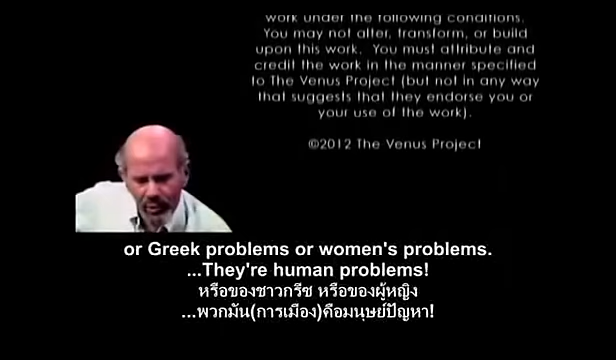 work under the following conditions.
You may not alter, transform, or build
upon this work. You must attribute and
credit the work in the manner specified
to The Venus Project (but not in any way
that suggests that they endorse you or
your use of the work).
©2012 The Venus Project
or Greek problems or women's problems.
...They're human problems!
หรือของชาวกรีซ หรือของผู้หญิง
...พวกมัน(การเมือง)คือมนุษย์ปัญหา!